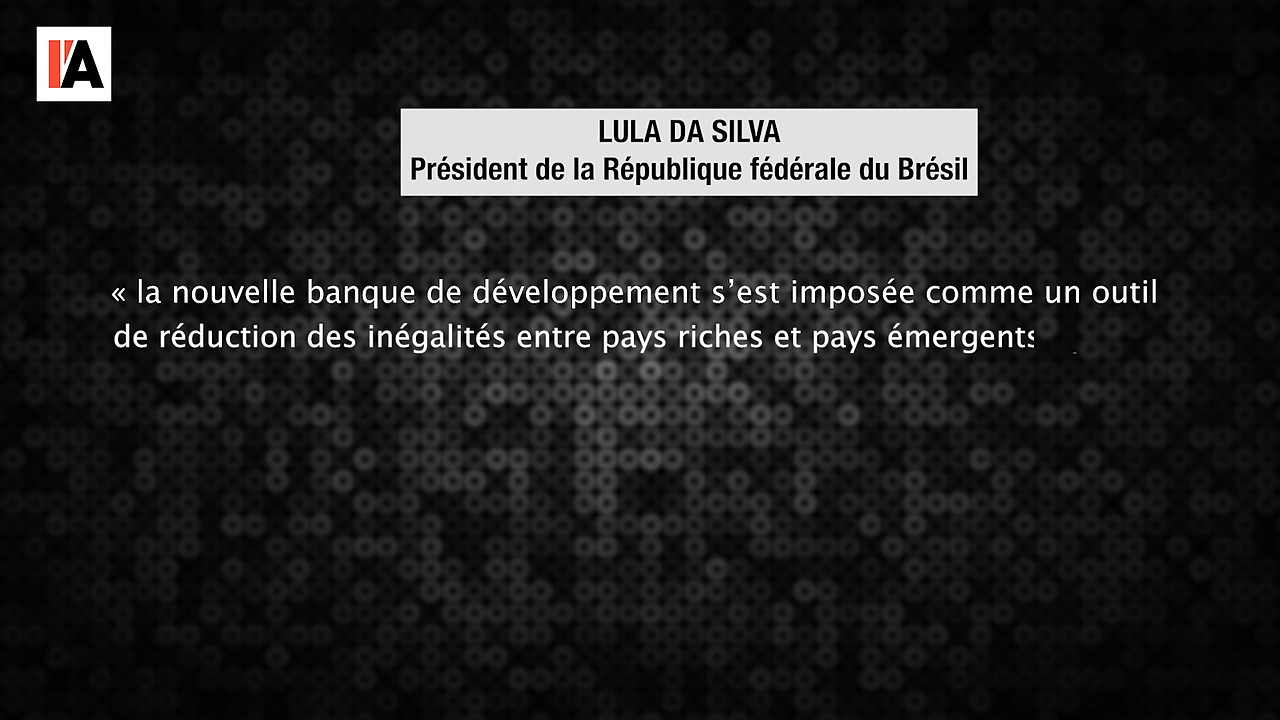 I'A
LULA DA SILVA
Président de la République fédérale du Brésil
« la nouvelle banque de développement s’est imposée comme un outil
de réduction des inégalités entre pays riches et pays émergents